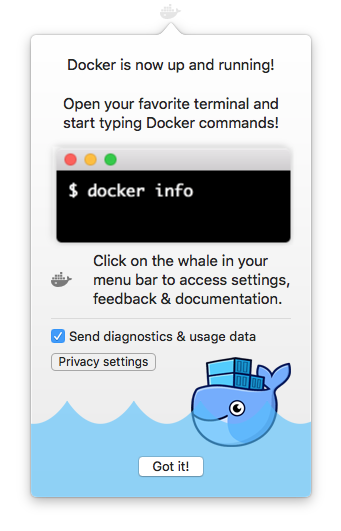 Docker is now up and running!
Open your favorite terminal and
start typing Docker commands!
$ docker info
Click on the whale in your
menu bar to access settings,
feedback & documentation.
Send diagnostics & usage data
Privacy settings
Got it!